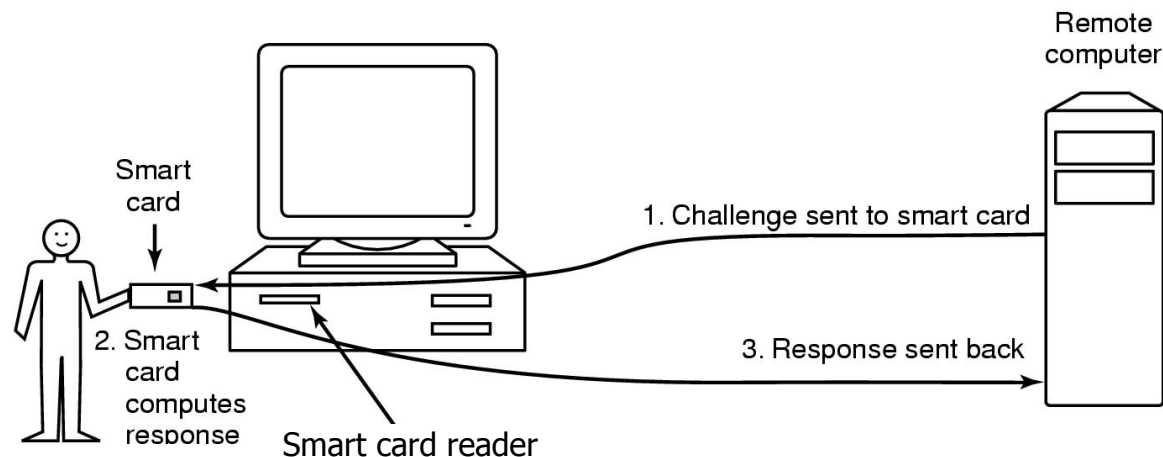 Remote
computer
Smart
card
1. Challenge sent to smart card
2. Smart
card
computes
response
3. Response sent back
Smart card reader